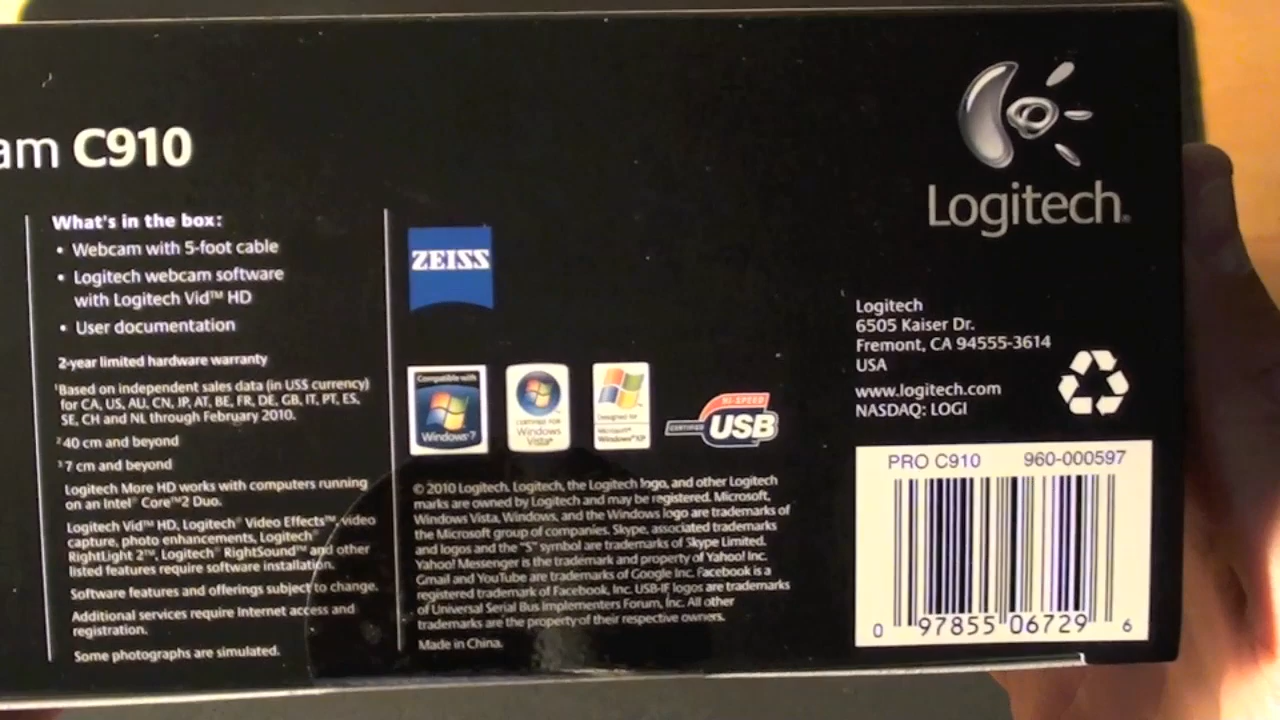 am C910
What's in the box:
• Webcam with 5-foot cable
• Logitech webcam software
with Logitech Vid™ HD
• User documentation
2-year limited hardware warranty
¹Based on independent sales data (in US$ currency)
for CA, US, AU, CN, JP, AT, BE, FR, DE, GB, IT, PT, ES,
SE, CH and NL through February 2010.
² 40 cm and beyond
³ 7 cm and beyond
Logitech More HD works with computers running
on an Intel® Core™2 Duo.
Logitech Vid™ HD, Logitech® Video Effects™, video
capture, photo enhancements, Logitech®
RightLight 2™, Logitech® RightSound™ and other
listed features require software installation.
Software features and offerings subject to change.
Additional services require Internet access and
registration.
Some photographs are simulated.
ZEISS
Compatible with
Windows® 7
CERTIFIED FOR
Windows
Vista®
Designed for
Microsoft®
Windows® XP
HI-SPEED
CERTIFIED
USB
© 2010 Logitech. Logitech, the Logitech logo, and other Logitech
marks are owned by Logitech and may be registered. Microsoft,
Windows Vista, Windows, and the Windows logo are trademarks of
the Microsoft group of companies. Skype, associated trademarks
and logos and the "S" symbol are trademarks of Skype Limited.
Yahoo! Messenger is the trademark and property of Yahoo! Inc.
Gmail and YouTube are trademarks of Google Inc. Facebook is a
registered trademark of Facebook, Inc. USB-IF logos are trademarks
of Universal Serial Bus Implementers Forum, Inc. All other
trademarks are the property of their respective owners.
Made in China.
Logitech®
Logitech
6505 Kaiser Dr.
Fremont, CA 94555-3614
USA
www.logitech.com
NASDAQ: LOGI
PRO C910 960-000597
0 97855 06729 6